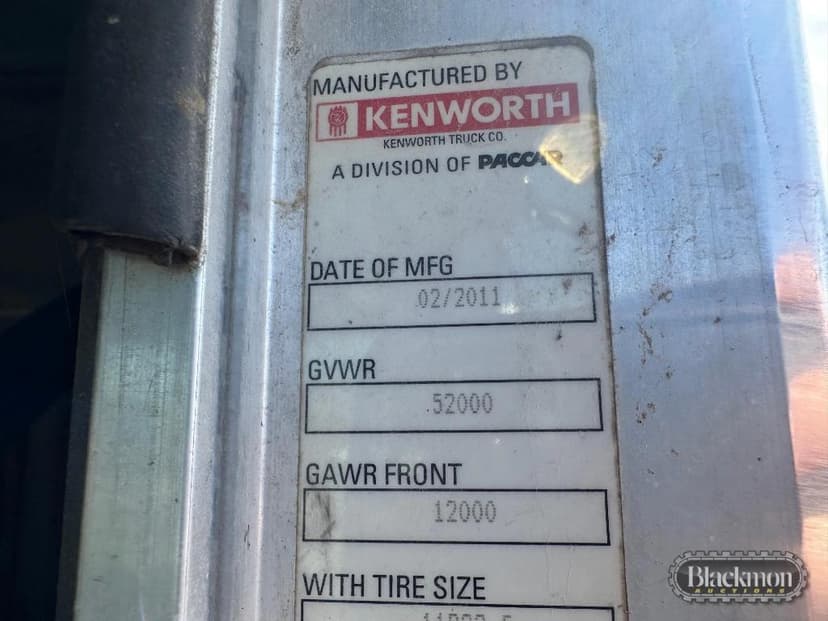 MANUFACTURED BY
KENWORTH
KENWORTH TRUCK CO.
A DIVISION OF PACCAR
DATE OF MFG
02/2011
GVWR
52000
GAWR FRONT
12000
WITH TIRE SIZE
Blackmon
AUCTIONS